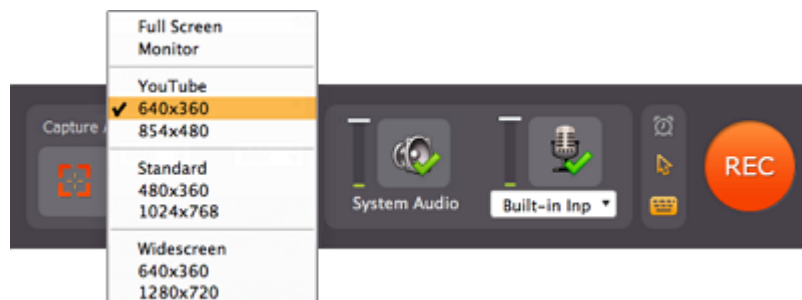 Full Screen
Monitor
YouTube
640x360
854x480
Standard
480x360
1024x768
Widescreen
640x360
1280x720
Capture
System Audio
Built-in Inp
REC